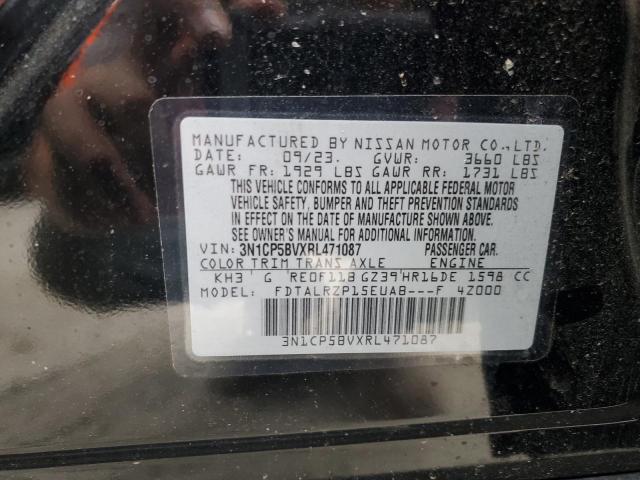 MANUFACTURED BY NISSAN MOTOR CO., LTD.
DATE: 09/23. GVWR: 3660 LBS
GAWR FR: 1929 LBS GAWR RR: 1731 LBS
THIS VEHICLE CONFORMS TO ALL APPLICABLE FEDERAL MOTOR
VEHICLE SAFETY, BUMPER AND THEFT PREVENTION STANDARDS
IN EFFECT ON THE DATE OF MANUFACTURE SHOWN ABOVE.
SEE OWNER'S MANUAL FOR ADDITIONAL INFORMATION.
VIN: 3N1CP5BVXRL471087 PASSENGER CAR.
COLOR TRIM TRANS AXLE ENGINE
KH3 G RE0F11B GZ39 HR16DE 1598 CC
MODEL: FDTALRZP15EUAB---F 4Z000
3N1CP5BVXRL471087